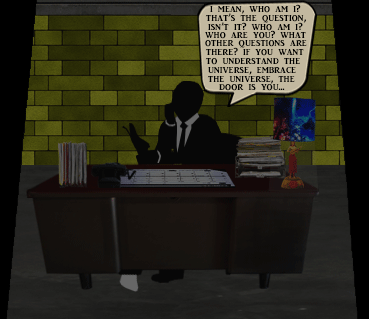 I MEAN, WHO AM I?
THAT'S THE QUESTION,
ISN'T IT? WHO AM I?
WHO ARE YOU? WHAT
OTHER QUESTIONS ARE
THERE? IF YOU WANT
TO UNDERSTAND THE
UNIVERSE, EMBRACE
THE UNIVERSE, THE
DOOR IS YOU...